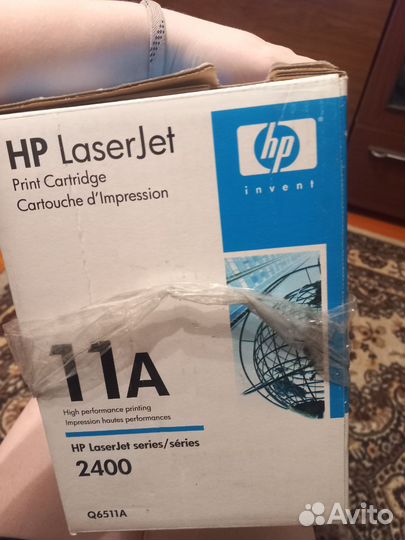 HP LaserJet
Print Cartridge
Cartouche d'Impression
hp
invent
11A
High performance printing
Impression hautes performances
HP LaserJet series/séries
2400
Q6511A
Avito